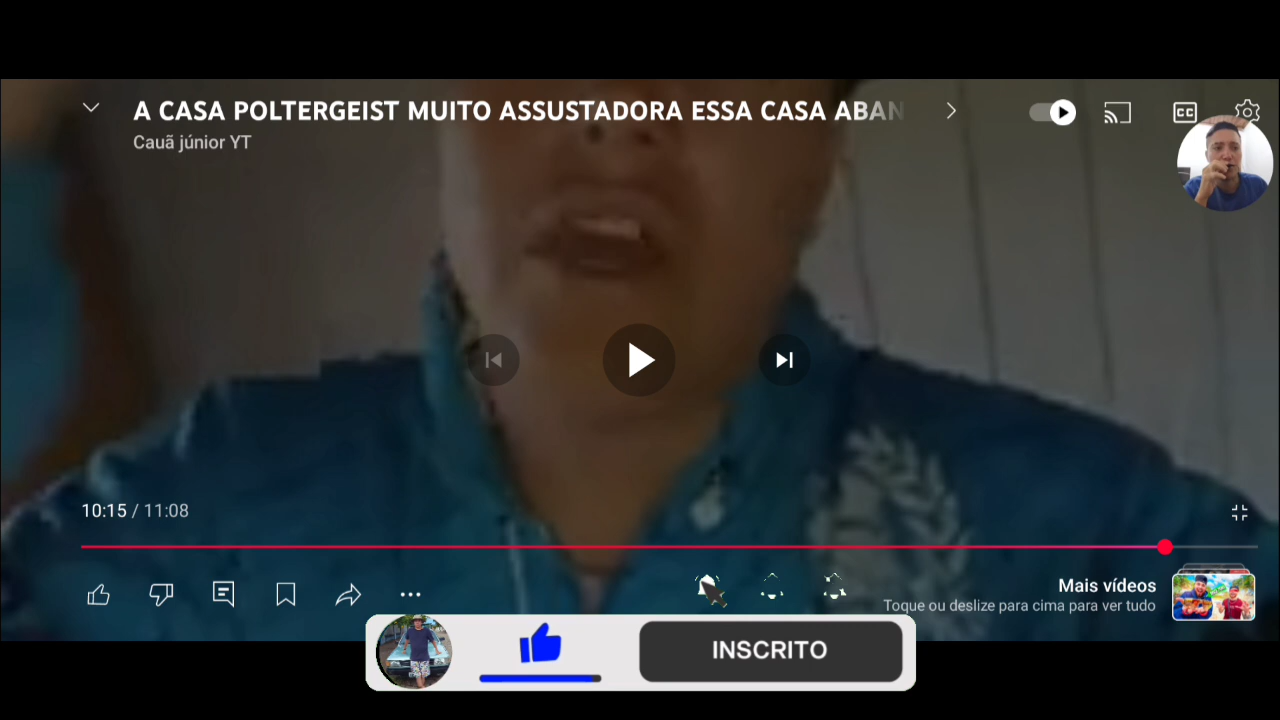 A CASA POLTERGEIST MUITO ASSUSTADORA ESSA CASA ABAN
Cauã júnior YT
CC
10:15 / 11:08
Mais vídeos
Toque ou deslize para cima para ver tudo
INSCRITO